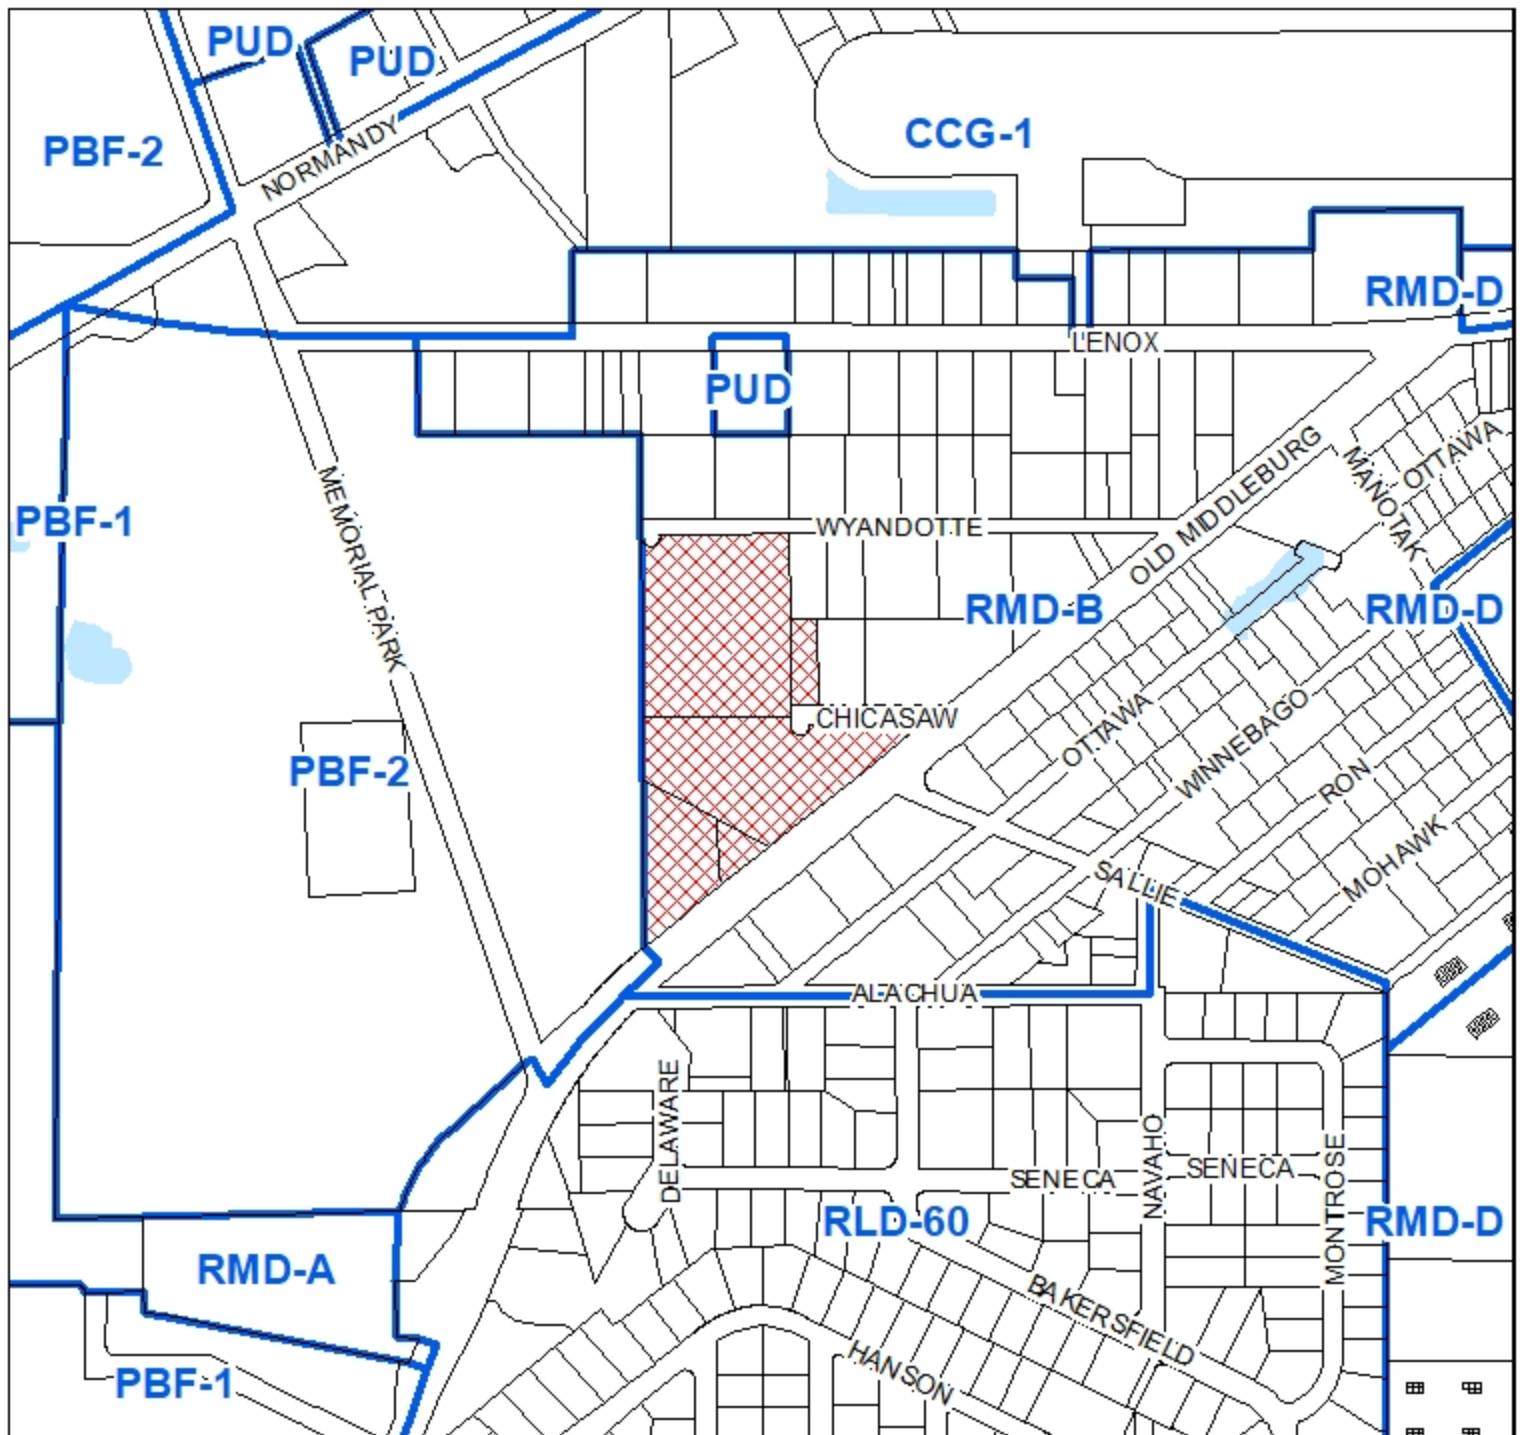 PUD
PUD
PBF-2
NORMANDY
CCG-1
RMD-D
LENOX
PUD
OLD MIDDLEBURG
MANOTAK
OTTAWA
MEMORIAL PARK
PBF-1
WYANDOTTE
RMD-B
RMD-D
CHICASAW
OTTAWA
WINNEBAGO
RON
PBF-2
MOHAWK
SALLIE
ALACHUA
DELAWARE
SENECA
NAVAHO
SENECA
MONTROSE
RLD-60
RMD-D
RMD-A
BAKERSFIELD
HANSON
PBF-1